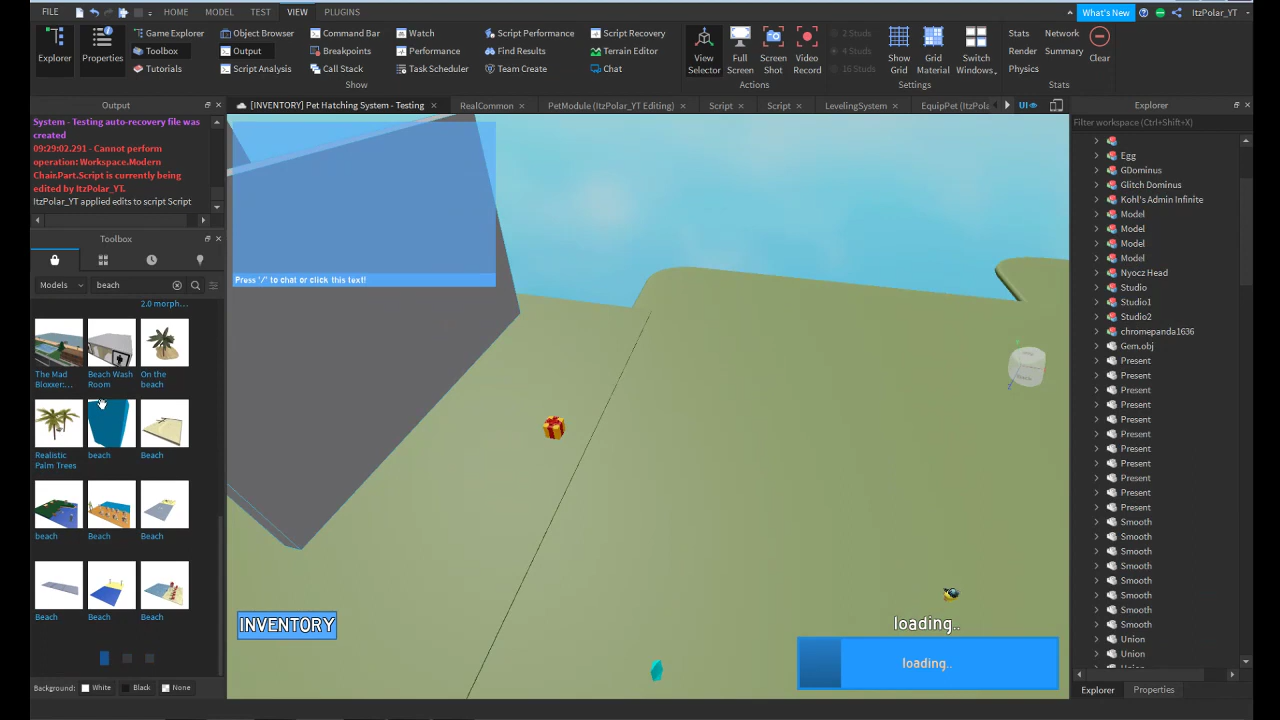 FILE HOME MODEL TEST VIEW PLUGINS What's New ItzPolar_YT
Explorer Properties Game Explorer Object Browser Command Bar Watch Script Performance Script Recovery View Selector Full Screen Screen Shot Video Record 2 Studs Show Grid Grid Material Switch Windows.. Stats Network Clear
Toolbox Output Breakpoints Performance Find Results Terrain Editor 4 Studs Render Summary
Tutorials Script Analysis Call Stack Task Scheduler Team Create Chat 16 Studs Physics
Show Actions Settings Stats
Output
[INVENTORY] Pet Hatching System - Testing RealCommon PetModule (ItzPolar_YT Editing) Script Script LevelingSystem EquipPet (ItzPola UI
Explorer
System - Testing auto-recovery file was
created
09:29:02.291 - Cannot perform
operation: Workspace.Modern
Chair.Part.Script is currently being
edited by ItzPolar_YT.
ItzPolar_YT applied edits to script Script
Toolbox
Models beach
2.0 morph...
The Mad Bloxxer:...
Beach Wash Room
On the beach
Realistic Palm Trees
beach
Beach
beach
Beach
Beach
Beach
Beach
Beach
Background: White Black None
Press '/' to chat or click this text!
INVENTORY
loading..
loading..
Filter workspace (Ctrl+Shift+X)
Egg
GDominus
Glitch Dominus
Kohl's Admin Infinite
Model
Model
Model
Model
Nyocz Head
Studio
Studio1
Studio2
chromepanda1636
Gem.obj
Present
Present
Present
Present
Present
Present
Present
Present
Present
Present
Present
Smooth
Smooth
Smooth
Smooth
Smooth
Smooth
Smooth
Smooth
Union
Union
Explorer Properties